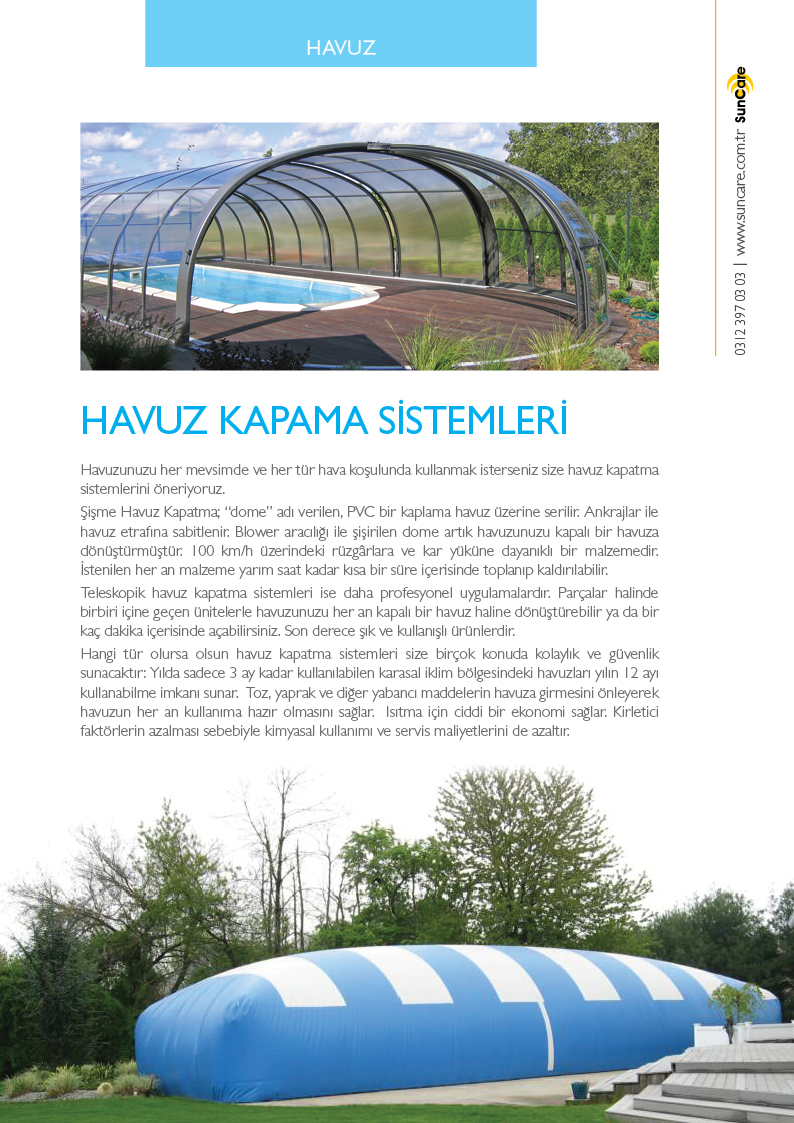 HAVUZ
HAVUZ KAPAMA SİSTEMLERİ
Havuzunuzu her mevsimde ve her tür hava koşulunda kullanmak isterseniz size havuz kapatma
sistemlerini öneriyoruz.
Şişme Havuz Kapatma; “dome” adı verilen, PVC bir kaplama havuz üzerine serilir. Ankrajlar ile
havuz etrafına sabitlenir. Blower aracılığı ile şişirilen dome artık havuzunuzu kapalı bir havuza
dönüştürmüştür. 100 km/h üzerindeki rüzgârlara ve kar yüküne dayanıklı bir malzemedir.
İstenilen her an malzeme yarım saat kadar kısa bir süre içerisinde toplanıp kaldırılabilir.
Teleskopik havuz kapatma sistemleri ise daha profesyonel uygulamalardır. Parçalar halinde
birbiri içine geçen ünitelerle havuzunuzu her an kapalı bir havuz haline dönüştürebilir ya da bir
kaç dakika içerisinde açabilirsiniz. Son derece şık ve kullanışlı ürünlerdir.
Hangi tür olursa olsun havuz kapatma sistemleri size birçok konuda kolaylık ve güvenlik
sunacaktır: Yılda sadece 3 ay kadar kullanılabilen karasal iklim bölgesindeki havuzları yılın 12 ayı
kullanabilme imkanı sunar. Toz, yaprak ve diğer yabancı maddelerin havuza girmesini önleyerek
havuzun her an kullanıma hazır olmasını sağlar. Isıtma için ciddi bir ekonomi sağlar. Kirletici
faktörlerin azalması sebebiyle kimyasal kullanımı ve servis maliyetlerini de azaltır.
0312 397 03 03 | www.suncare.com.tr SunCare